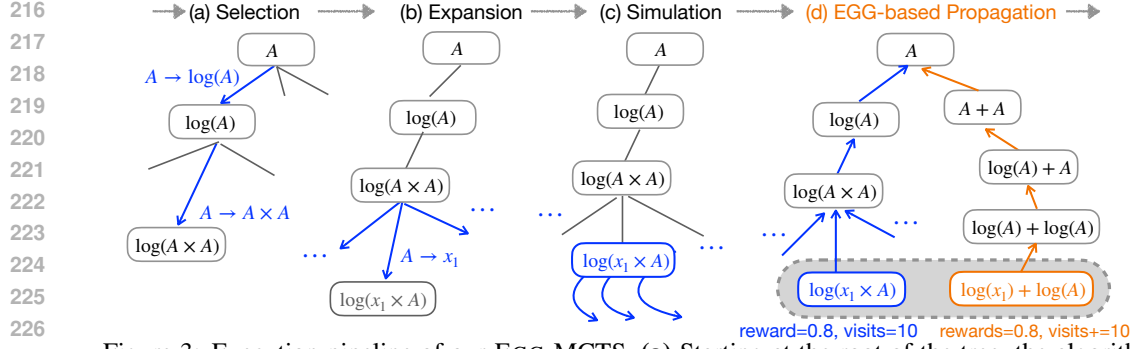 216
217
218
219
220
221
222
223
224
225
226
(a) Selection
A
A → log(A)
log(A)
A → A × A
log(A × A)
(b) Expansion
A
log(A)
log(A × A)
...
...
A → x₁
log(x₁ × A)
(c) Simulation
A
log(A)
log(A × A)
...
...
log(x₁ × A)
(d) EGG-based Propagation
A
log(A)
A + A
log(A × A)
log(A) + A
log(A) + log(A)
...
...
log(x₁ × A)
log(x₁) + log(A)
reward=0.8, visits=10
rewards=0.8, visits+=10